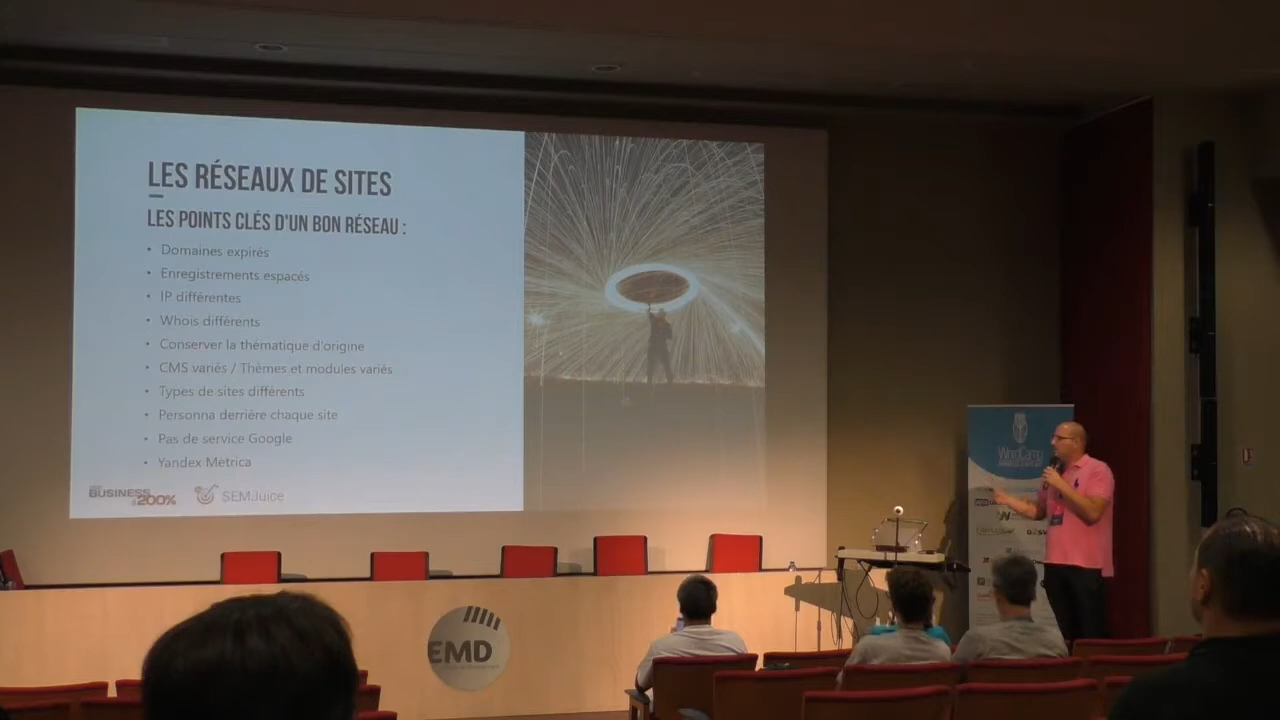 LES RÉSEAUX DE SITES
LES POINTS CLÉS D'UN BON RÉSEAU :
• Domaines expirés
• Enregistrements espacés
• IP différentes
• Whois différents
• Conserver la thématique d'origine
• CMS variés / Thèmes et modules variés
• Types de sites différents
• Personna derrière chaque site
• Pas de service Google
• Yandex Metrica
BUSINESS
à 200%
SEMJuice
WordCamp
EMD